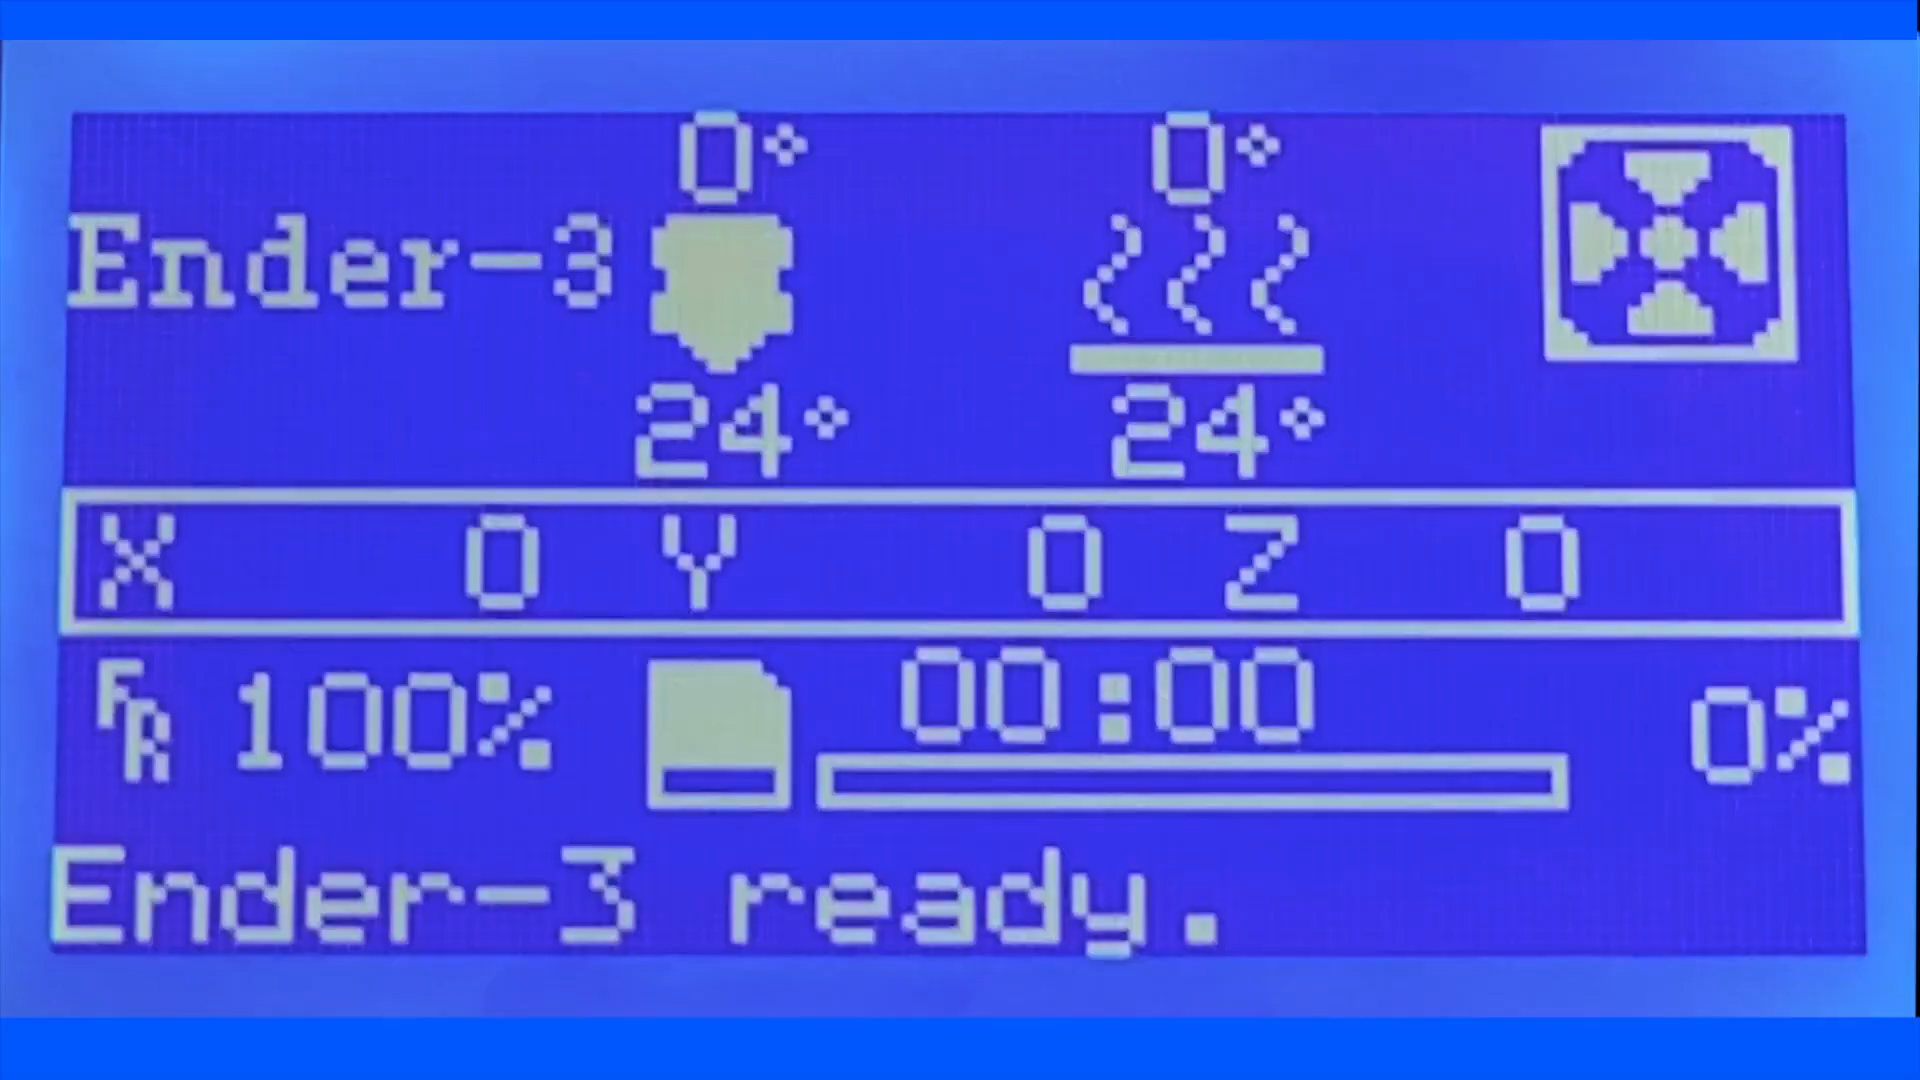 0° 0°
Ender-3
24° 24°
X 0 Y 0 Z 0
FR 100% 00:00 0%
Ender-3 ready.